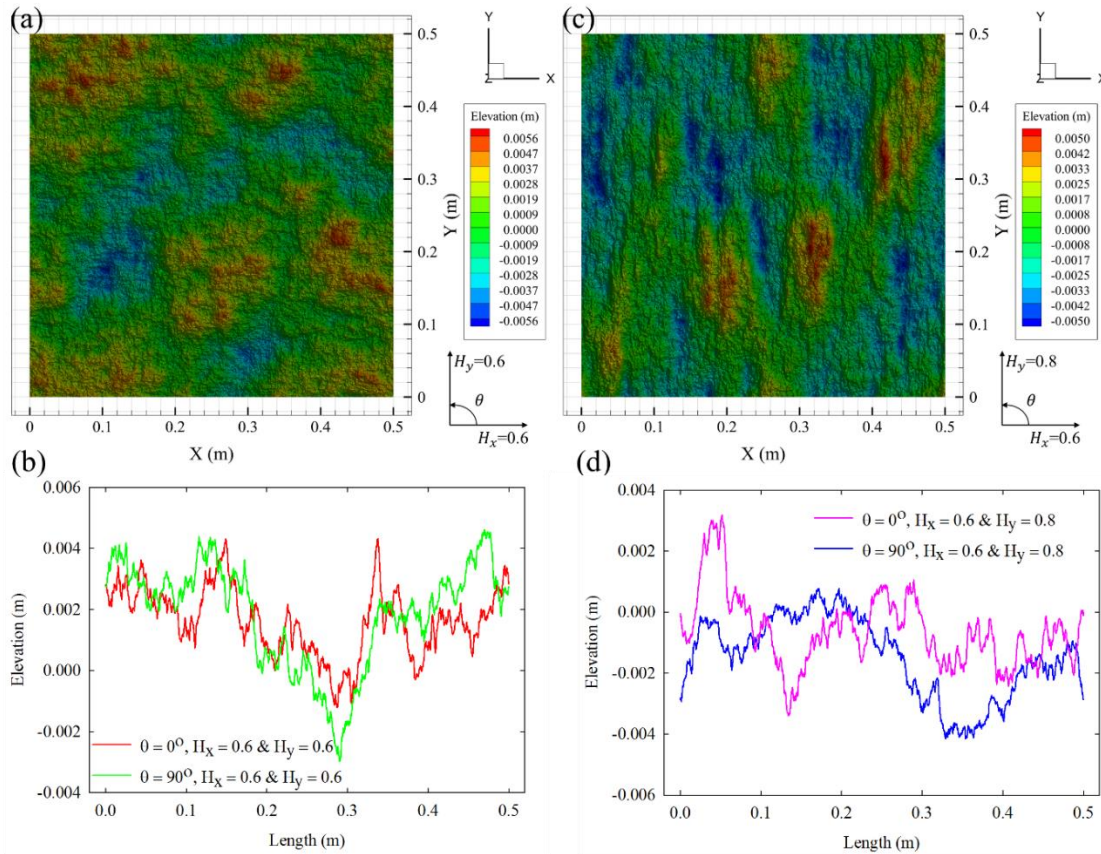 (a)
Y
Z X
Elevation (m)
0.0056
0.0047
0.0037
0.0028
0.0019
0.0009
0.0000
-0.0009
-0.0019
-0.0028
-0.0037
-0.0047
-0.0056
0.5
0.4
0.3
0.2
0.1
0
Y (m)
0 0.1 0.2 0.3 0.4 0.5
X (m)
H_y=0.6
θ
H_x=0.6
(c)
Y
Z X
Elevation (m)
0.0050
0.0042
0.0033
0.0025
0.0017
0.0008
0.0000
-0.0008
-0.0017
-0.0025
-0.0033
-0.0042
-0.0050
0.5
0.4
0.3
0.2
0.1
0
Y (m)
0 0.1 0.2 0.3 0.4 0.5
X (m)
H_y=0.8
θ
H_x=0.6
(b)
0.006
0.004
0.002
0.000
-0.002
-0.004
Elevation (m)
θ=0°, H_x = 0.6 & H_y = 0.6
θ = 90°, H_x = 0.6 & H_y = 0.6
0.0 0.1 0.2 0.3 0.4 0.5
Length (m)
(d)
0.004
0.002
0.000
-0.002
-0.004
-0.006
Elevation (m)
θ=0°, H_x = 0.6 & H_y = 0.8
θ = 90°, H_x = 0.6 & H_y = 0.8
0.0 0.1 0.2 0.3 0.4 0.5
Length (m)